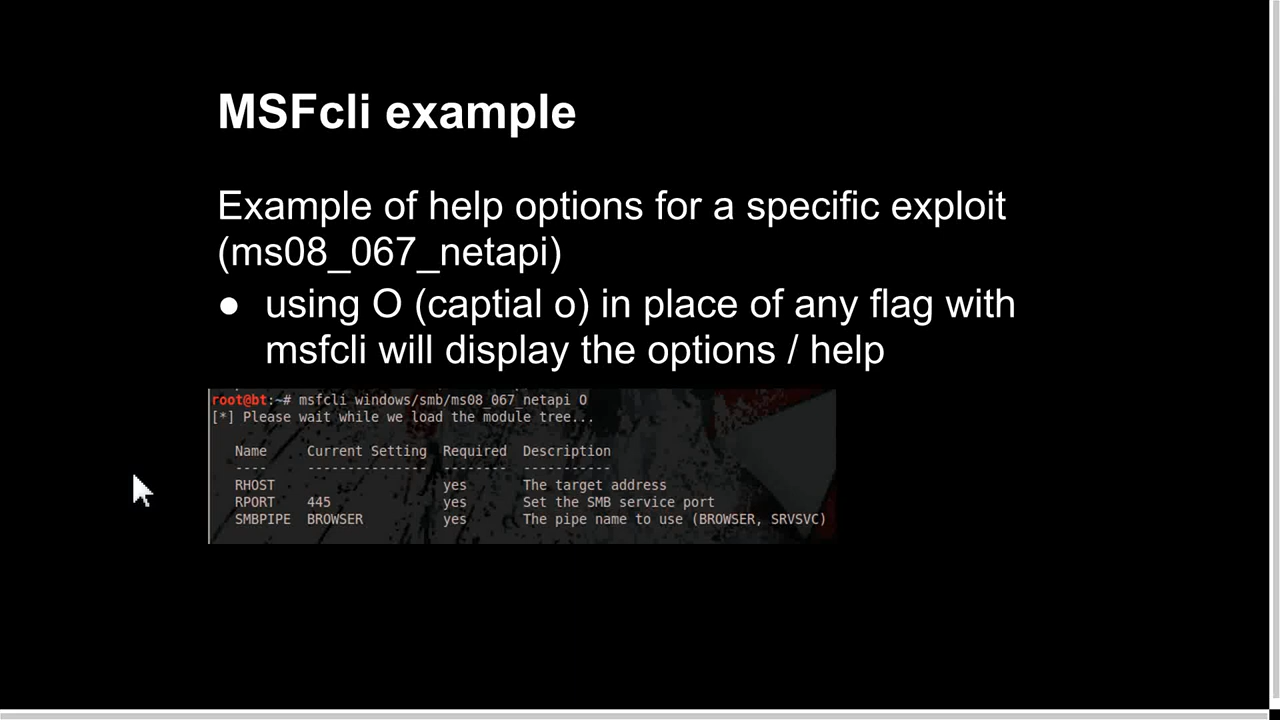 MSFcli example
Example of help options for a specific exploit
(ms08_067_netapi)
● using O (captial o) in place of any flag with
msfcli will display the options / help
root@bt:~# msfcli windows/smb/ms08_067_netapi O
[*] Please wait while we load the module tree...
Name Current Setting Required Description
---- --------------- -------- -----------
RHOST yes The target address
RPORT 445 yes Set the SMB service port
SMBPIPE BROWSER yes The pipe name to use (BROWSER, SRVSVC)